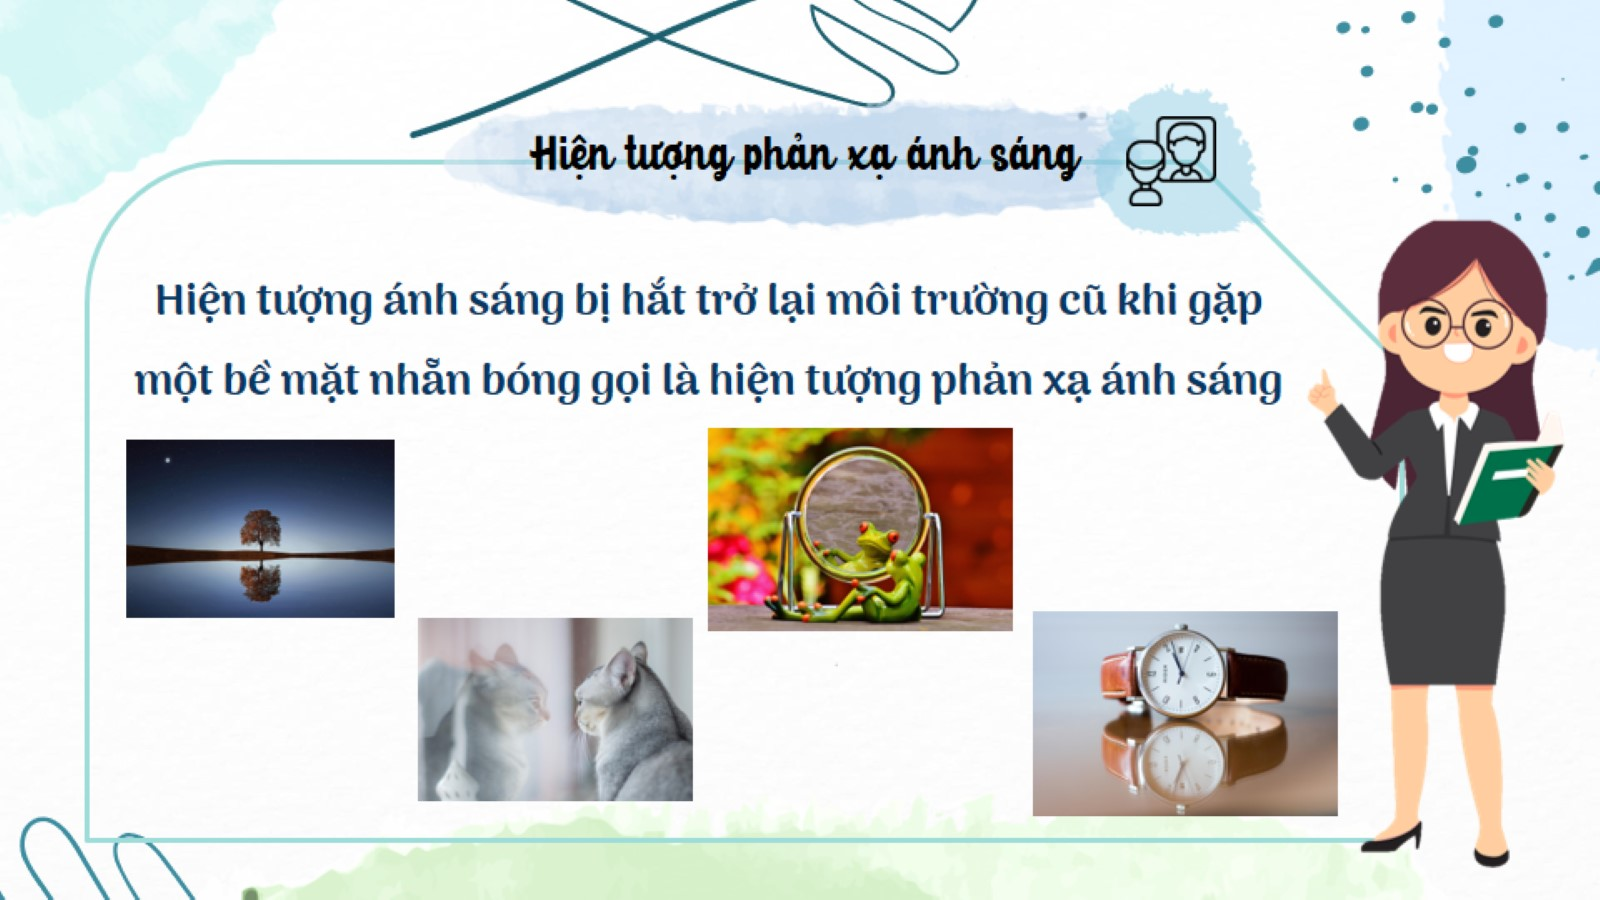 Hiện tượng phản xạ ánh sáng
Hiện tượng ánh sáng bị hắt trở lại môi trường cũ khi gặp
một bề mặt nhẵn bóng gọi là hiện tượng phản xạ ánh sáng